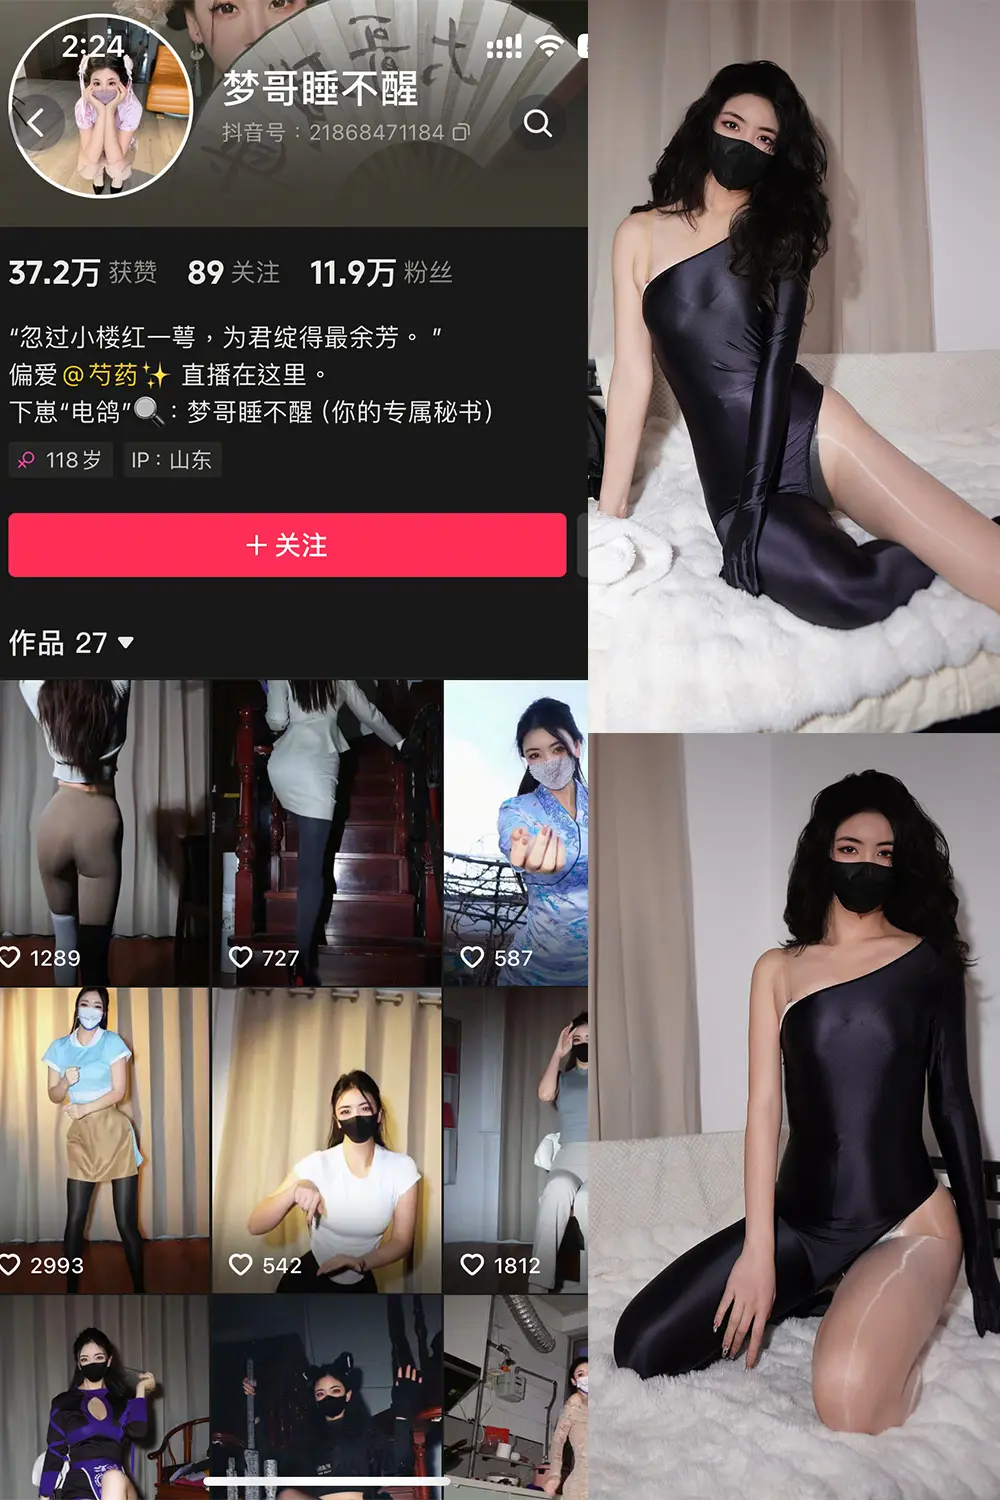 2:24
梦哥睡不醒
抖音号：21868471184
37.2万 获赞 89 关注 11.9万 粉丝
“忽过小楼红一萼，为君绽得最余芳。”
偏爱@芍药✨ 直播在这里。
下崽“电鸽”🔍：梦哥睡不醒（你的专属秘书）
118岁 IP：山东
＋关注
作品 27
1289
727
587
2993
542
1812